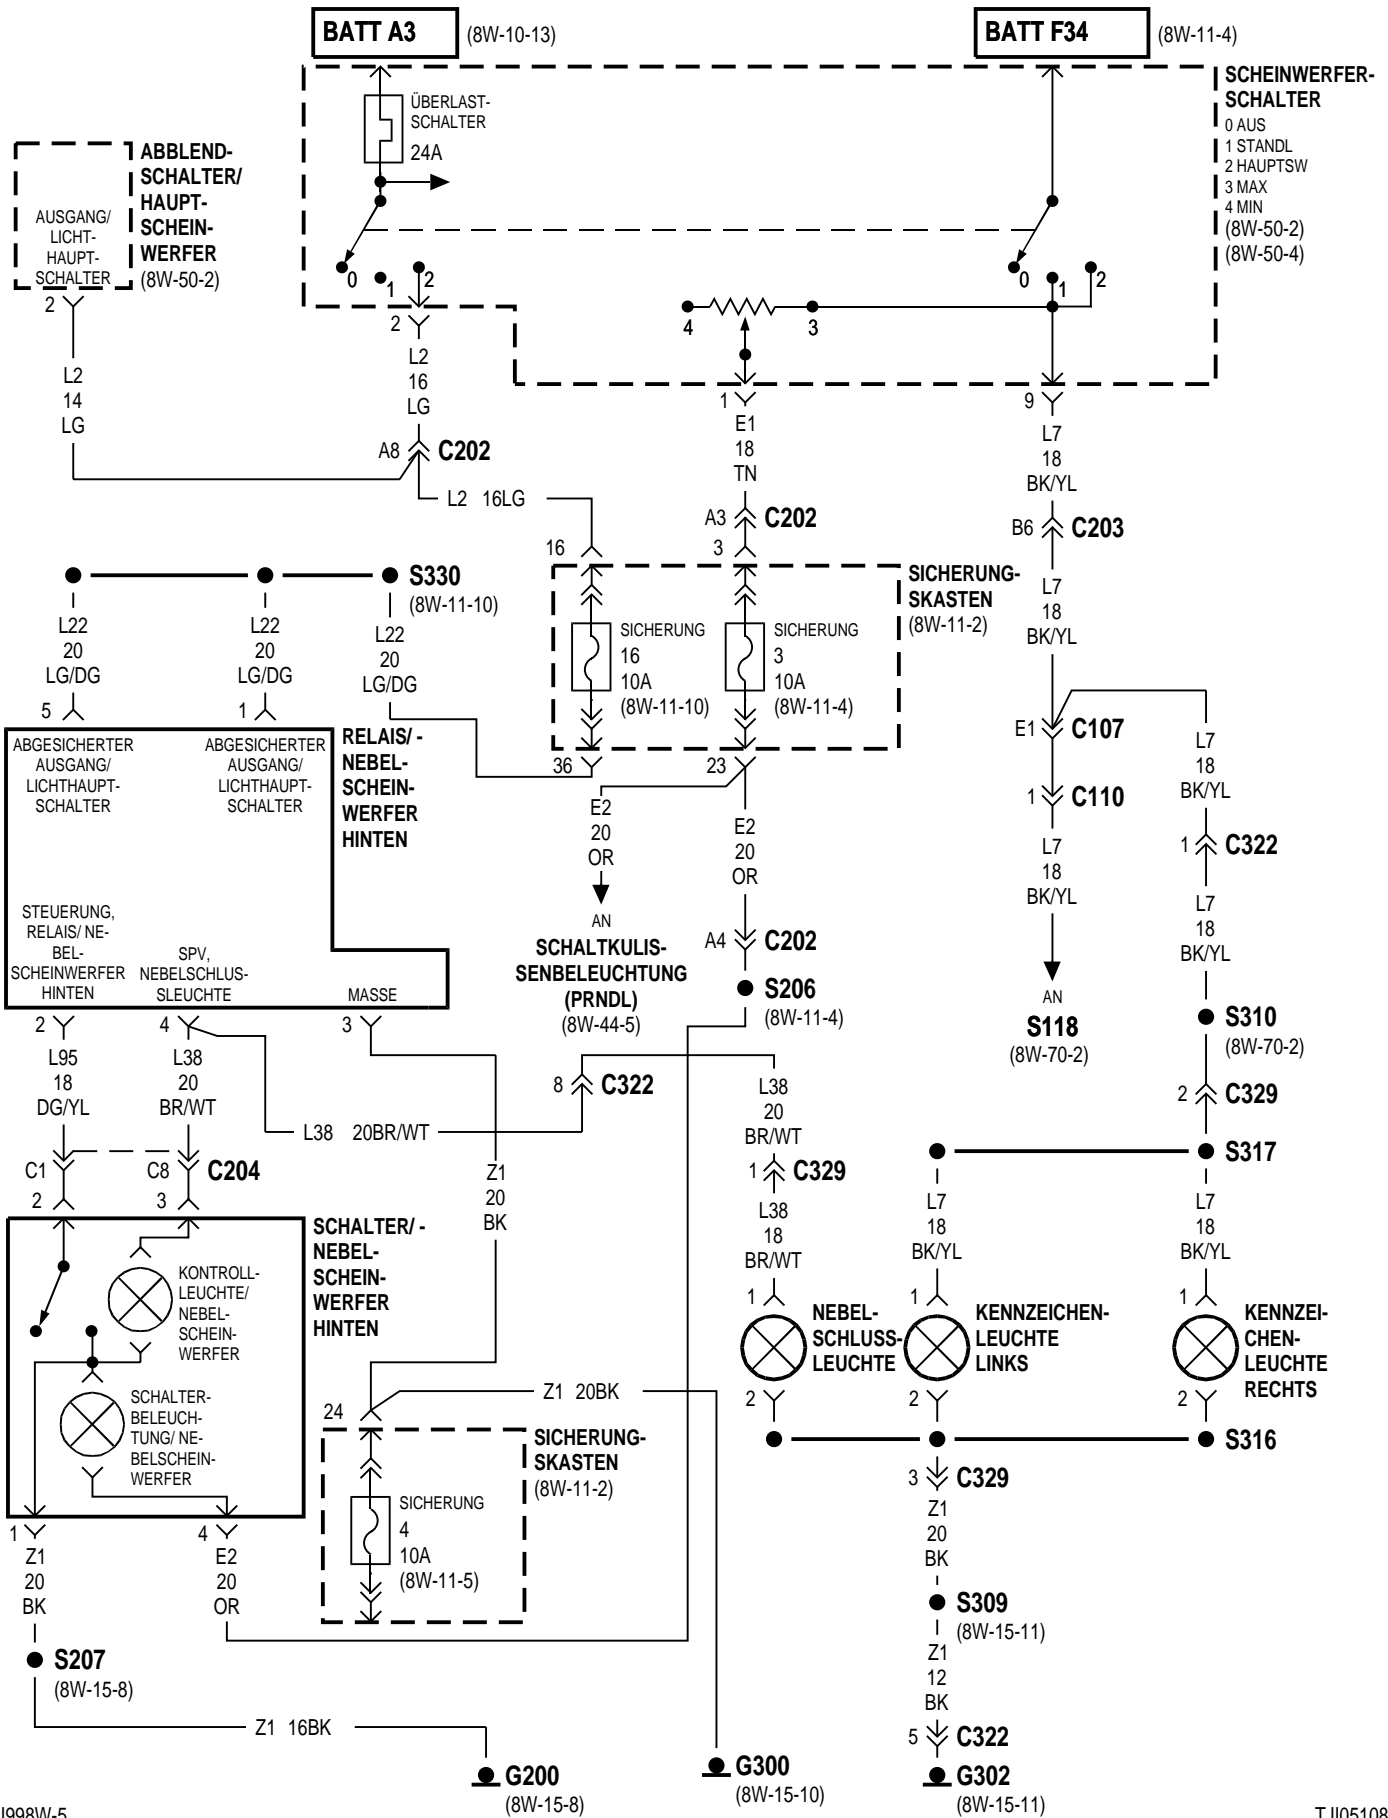 BATT A3
(8W-10-13)
BATT F34
(8W-11-4)
ÜBERLAST-
SCHALTER
24A
SCHEINWERFER-
SCHALTER
0 AUS
1 STANDL
2 HAUPTSW
3 MAX
4 MIN
(8W-50-2)
(8W-50-4)
ABBLEND-
SCHALTER/
HAUPT-
SCHEIN-
WERFER
(8W-50-2)
AUSGANG/
LICHT-
HAUPT-
SCHALTER
2
0
1
2
0
1
2
4
3
2
L2
16
LG
L2
14
LG
A8
C202
L2 16LG
1
E1
18
TN
A3
C202
9
L7
18
BK/YL
B6
C203
L7
18
BK/YL
16
3
SICHERUNG-
SKASTEN
(8W-11-2)
SICHERUNG
16
10A
(8W-11-10)
SICHERUNG
3
10A
(8W-11-4)
36
23
S330
(8W-11-10)
L22
20
LG/DG
L22
20
LG/DG
L22
20
LG/DG
5
1
ABGESICHERTER
AUSGANG/
LICHTHAUPT-
SCHALTER
ABGESICHERTER
AUSGANG/
LICHTHAUPT-
SCHALTER
RELAIS/ -
NEBEL-
SCHEIN-
WERFER
HINTEN
STEUERUNG,
RELAIS/ NE-
BEL-
SCHEINWERFER
HINTEN
SPV,
NEBELSCHLUS-
SLEUCHTE
MASSE
2
4
3
E2
20
OR
AN
SCHALTKULIS-
SENBELEUCHTUNG
(PRNDL)
(8W-44-5)
E2
20
OR
A4
C202
S206
(8W-11-4)
E1
C107
1
C110
L7
18
BK/YL
AN
S118
(8W-70-2)
L7
18
BK/YL
1
C322
L7
18
BK/YL
S310
(8W-70-2)
2
C329
S317
L95
18
DG/YL
L38
20
BR/WT
L38 20BR/WT
8
C322
L38
20
BR/WT
1
C329
L38
18
BR/WT
C1
C8
C204
2
3
Z1
20
BK
L7
18
BK/YL
L7
18
BK/YL
SCHALTER/ -
NEBEL-
SCHEIN-
WERFER
HINTEN
KONTROLL-
LEUCHTE/
NEBEL-
SCHEIN-
WERFER
SCHALTER-
BELEUCH-
TUNG/ NE-
BELSCHEIN-
WERFER
1
NEBEL-
SCHLUSS-
LEUCHTE
2
1
KENNZEICHEN-
LEUCHTE
LINKS
2
1
KENNZEI-
CHEN-
LEUCHTE
RECHTS
2
S316
24
Z1 20BK
SICHERUNG-
SKASTEN
(8W-11-2)
SICHERUNG
4
10A
(8W-11-5)
1
Z1
20
BK
4
E2
20
OR
S207
(8W-15-8)
Z1 16BK
G200
(8W-15-8)
G300
(8W-15-10)
3
C329
Z1
20
BK
S309
(8W-15-11)
Z1
12
BK
5
C322
G302
(8W-15-11)